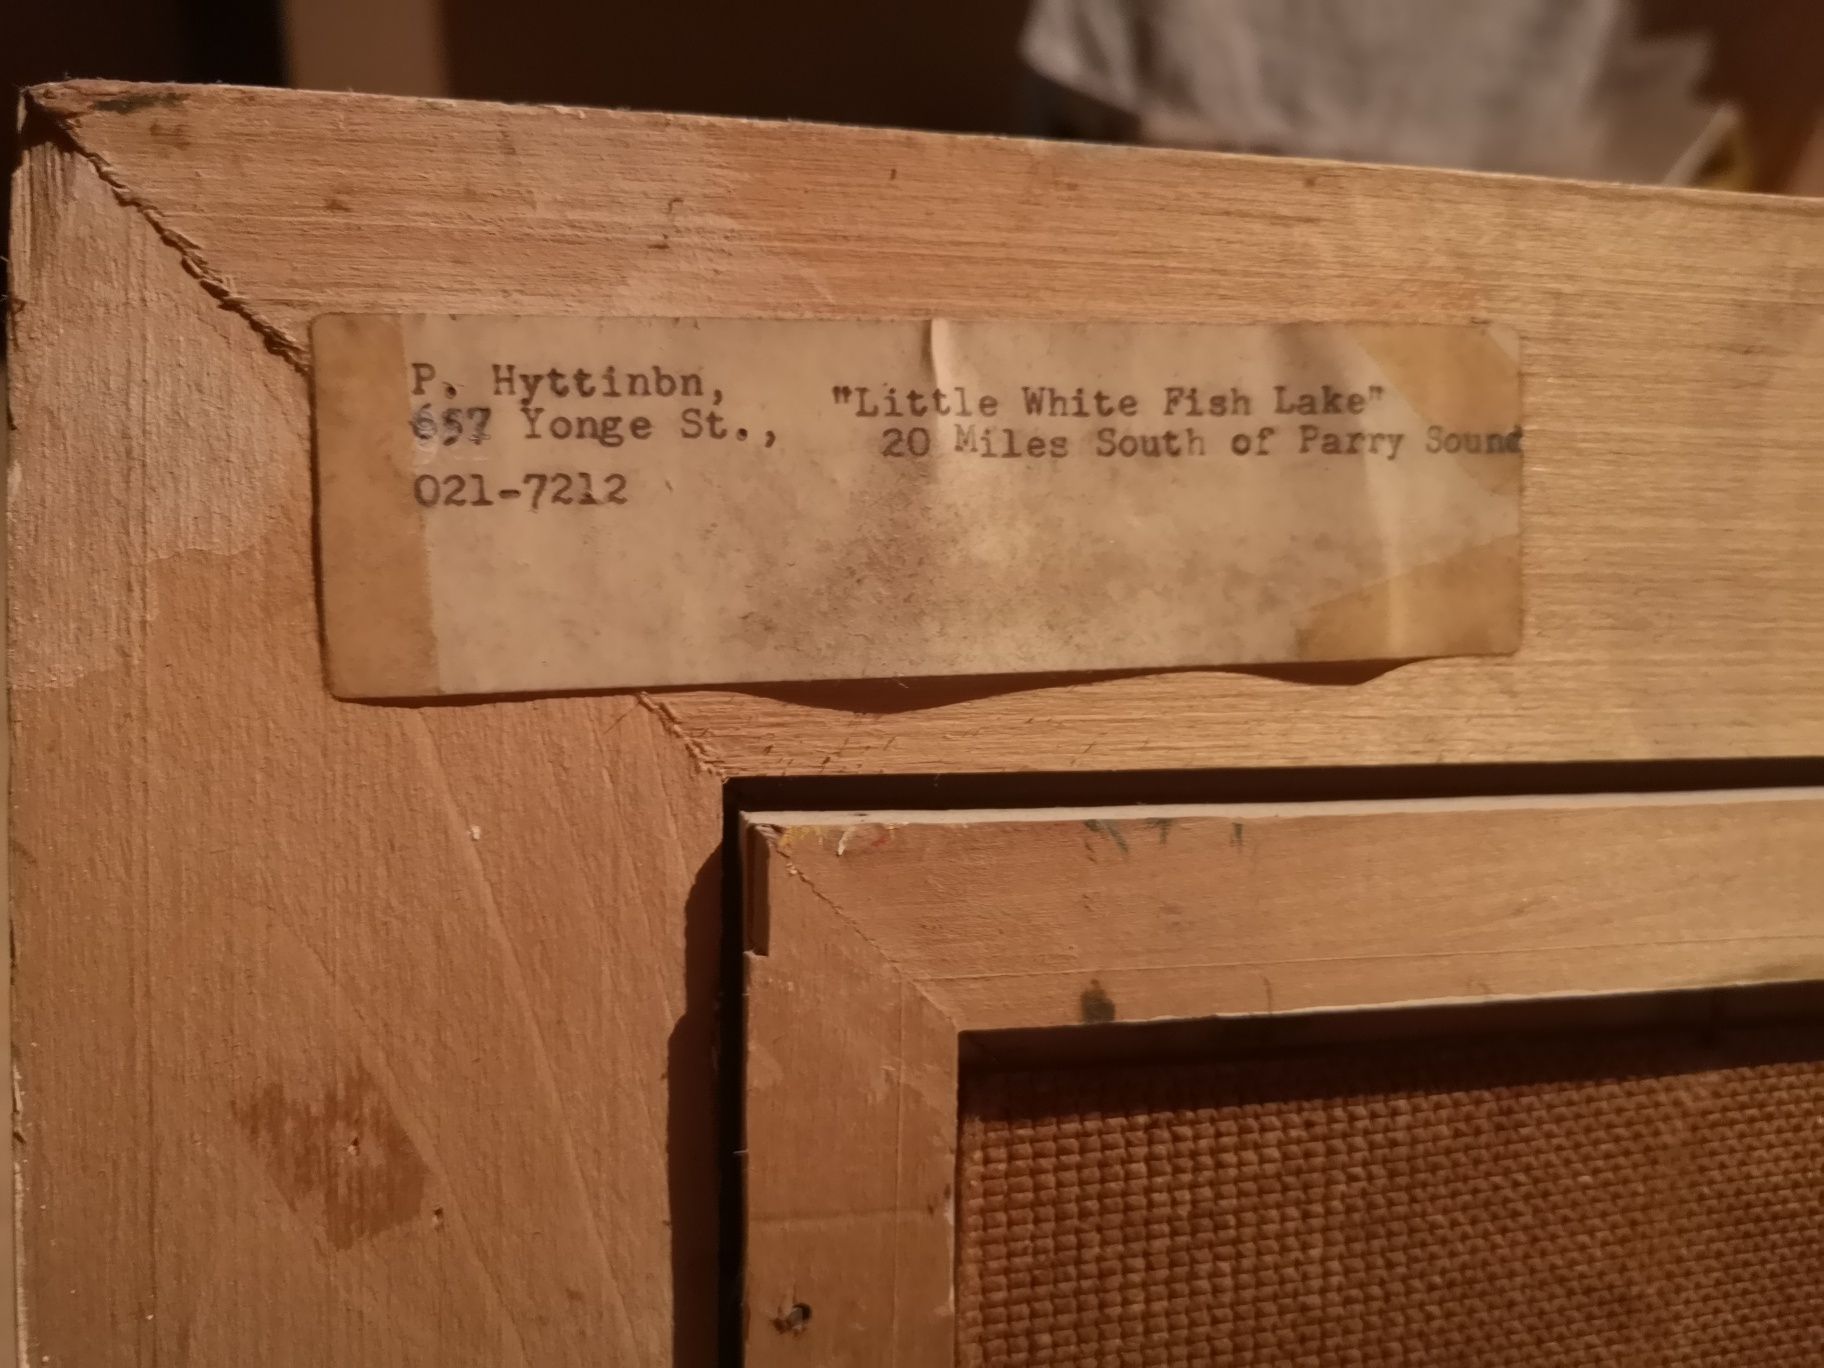 P. Hyttinbn,
657 Yonge St.,
021-7212
"Little White Fish Lake"
20 Miles South of Parry Sound